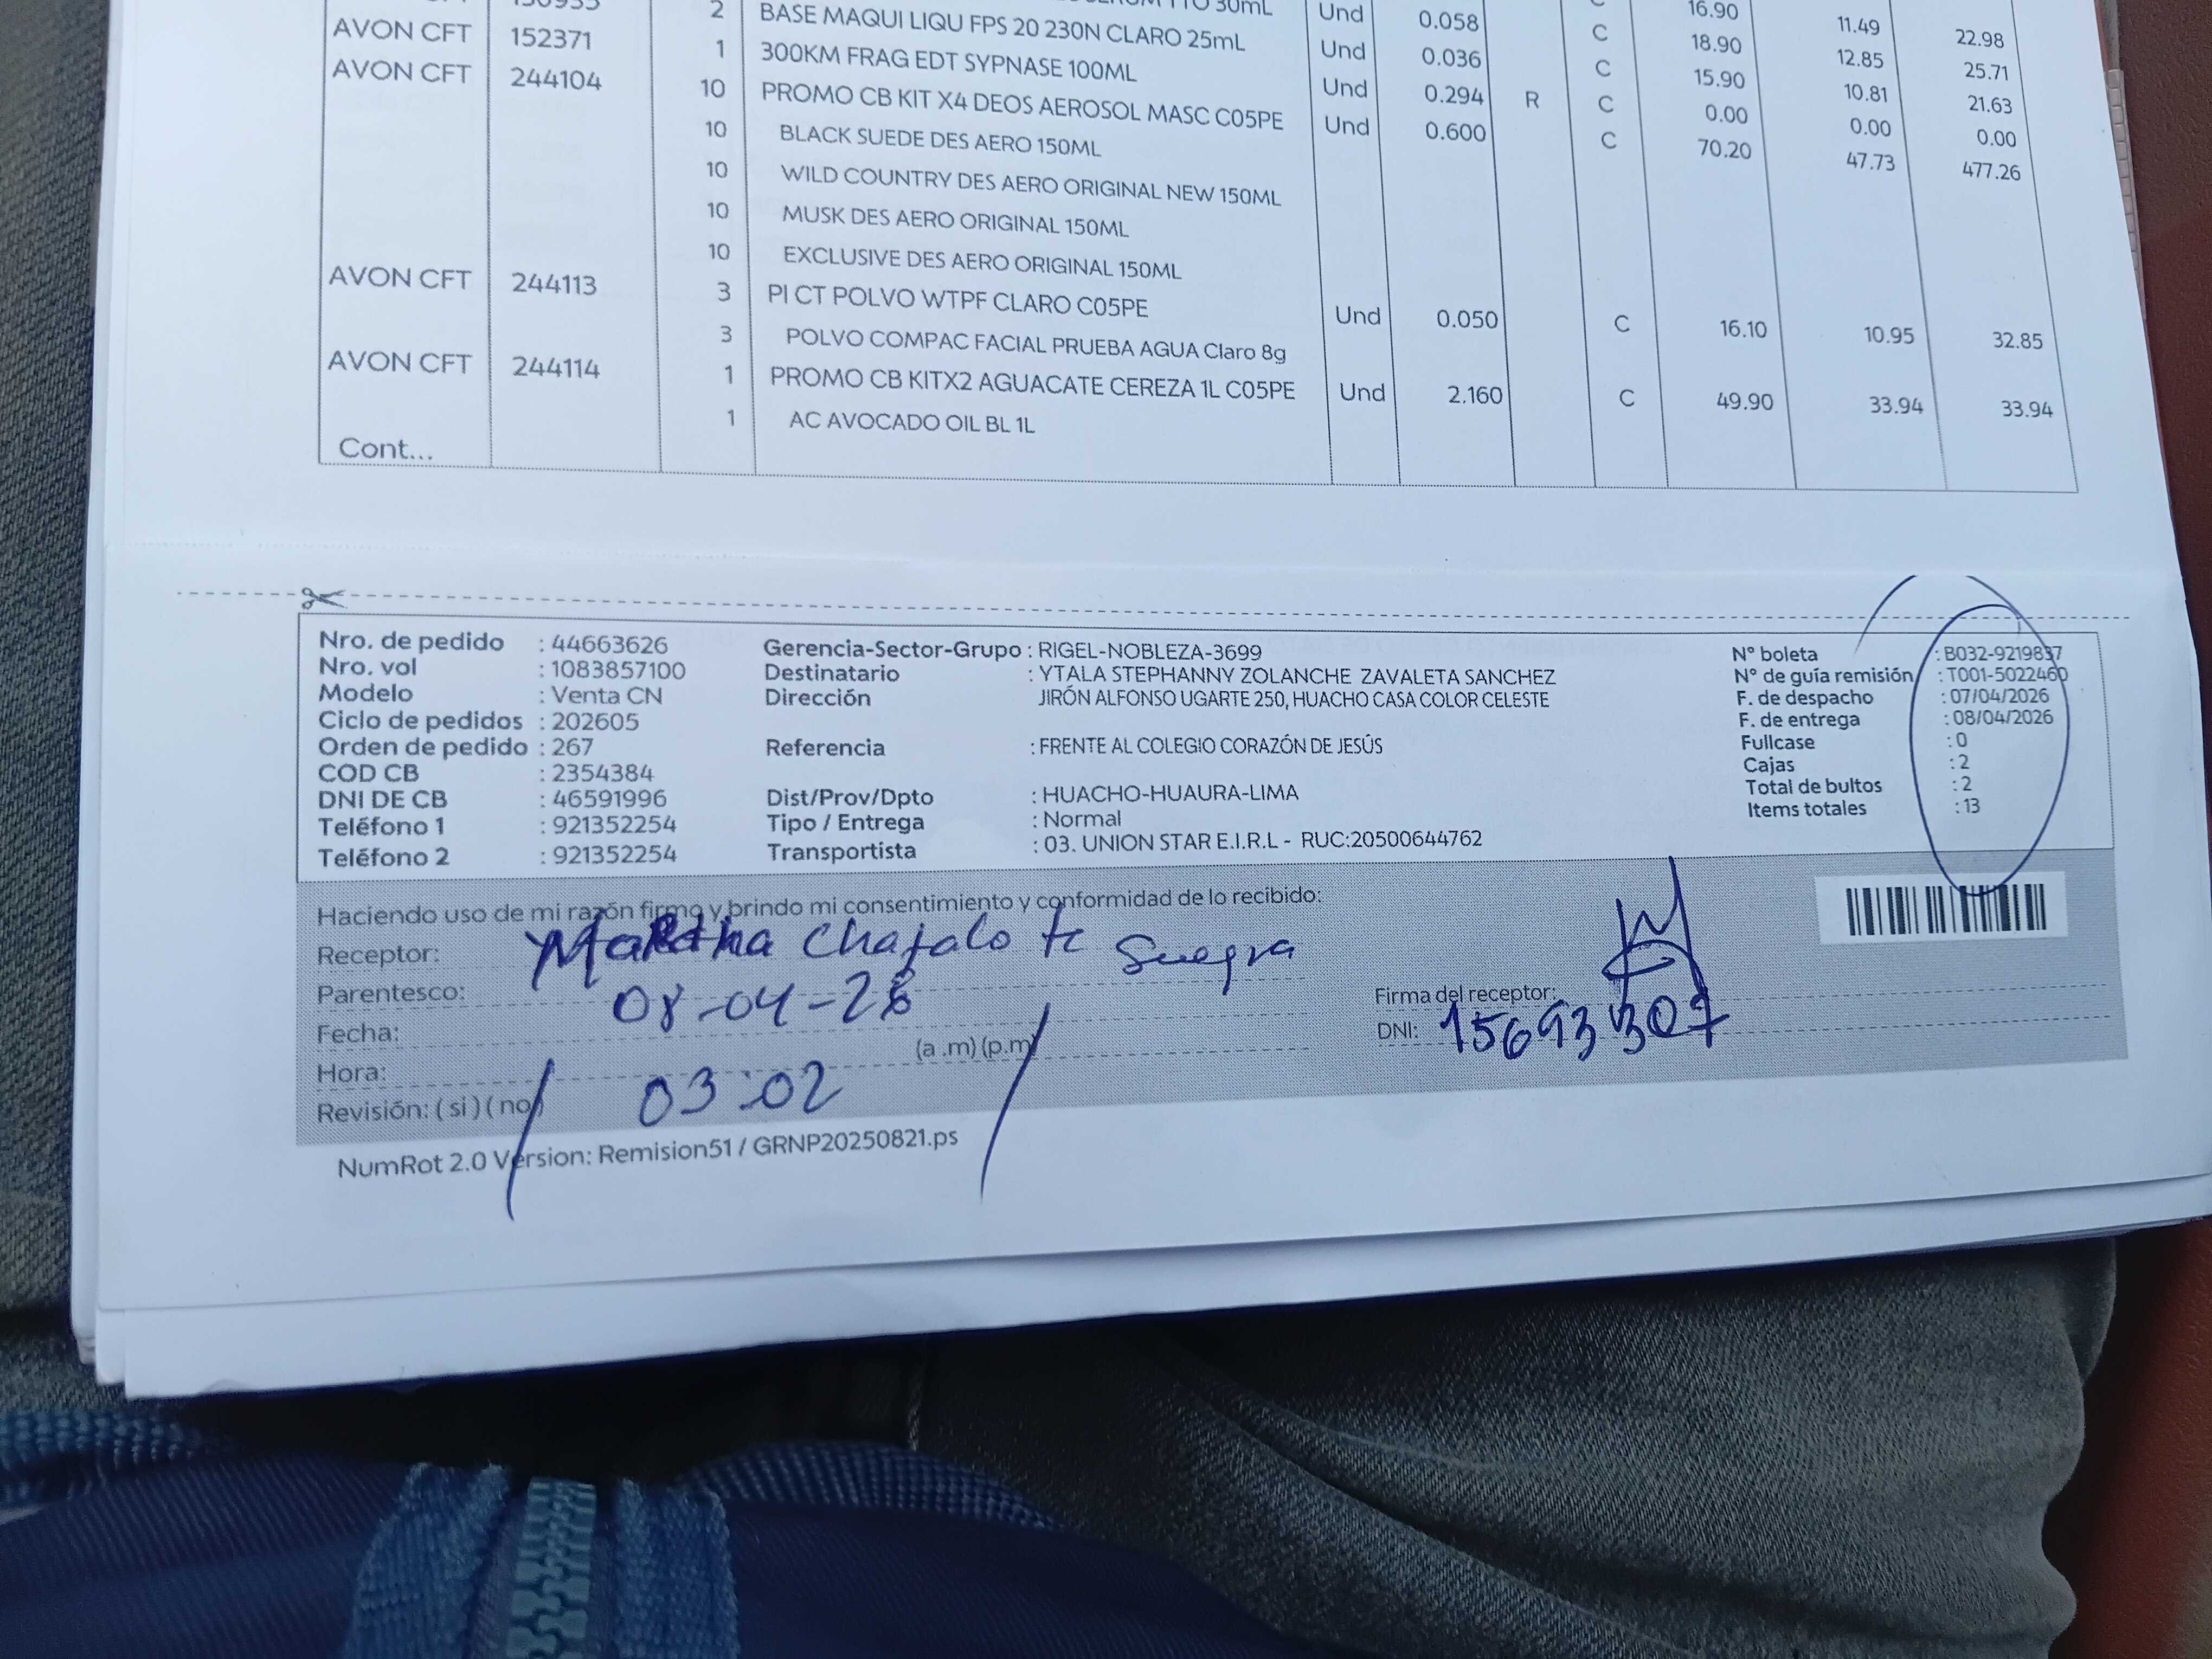 2 BASE MAQUI LIQU FPS 20 230N CLARO 25mL Und 0.058 C 16.90 11.49 22.98
AVON CFT 152371 1 300KM FRAG EDT SYPNASE 100ML Und 0.036 C 18.90 12.85 25.71
AVON CFT 244104 10 PROMO CB KIT X4 DEOS AEROSOL MASC C05PE Und 0.294 R C 15.90 10.81 21.63
10 BLACK SUEDE DES AERO 150ML Und 0.600 C 0.00 0.00 0.00
10 WILD COUNTRY DES AERO ORIGINAL NEW 150ML C 70.20 47.73 477.26
10 MUSK DES AERO ORIGINAL 150ML
10 EXCLUSIVE DES AERO ORIGINAL 150ML
AVON CFT 244113 3 PI CT POLVO WTPF CLARO C05PE Und 0.050 C 16.10 10.95 32.85
3 POLVO COMPAC FACIAL PRUEBA AGUA Claro 8g
AVON CFT 244114 1 PROMO CB KITX2 AGUACATE CEREZA 1L C05PE Und 2.160 C 49.90 33.94 33.94
1 AC AVOCADO OIL BL 1L
Cont...
Nro. de pedido : 44663626 Gerencia-Sector-Grupo : RIGEL-NOBLEZA-3699 N° boleta : B032-9219837
Nro. vol : 1083857100 Destinatario : YTALA STEPHANNY ZOLANCHE ZAVALETA SANCHEZ N° de guía remisión : T001-5022460
Modelo : Venta CN Dirección JIRÓN ALFONSO UGARTE 250, HUACHO CASA COLOR CELESTE F. de despacho : 07/04/2026
Ciclo de pedidos : 202605 F. de entrega : 08/04/2026
Orden de pedido : 267 Referencia : FRENTE AL COLEGIO CORAZÓN DE JESÚS Fullcase : 0
COD CB : 2354384 Cajas : 2
DNI DE CB : 46591996 Dist/Prov/Dpto : HUACHO-HUAURA-LIMA Total de bultos : 2
Teléfono 1 : 921352254 Tipo / Entrega : Normal Items totales : 13
Teléfono 2 : 921352254 Transportista : 03. UNION STAR E.I.R.L - RUC:20500644762
Haciendo uso de mi razón firmo y brindo mi consentimiento y conformidad de lo recibido:
Receptor: Suegra
Parentesco: 08-04-26 Firma del receptor:
Fecha: (a .m) (p.m) DNI: 15693307
Hora: 03:02
Revisión: ( si ) ( no)
NumRot 2.0 Version: Remision51 / GRNP20250821.ps